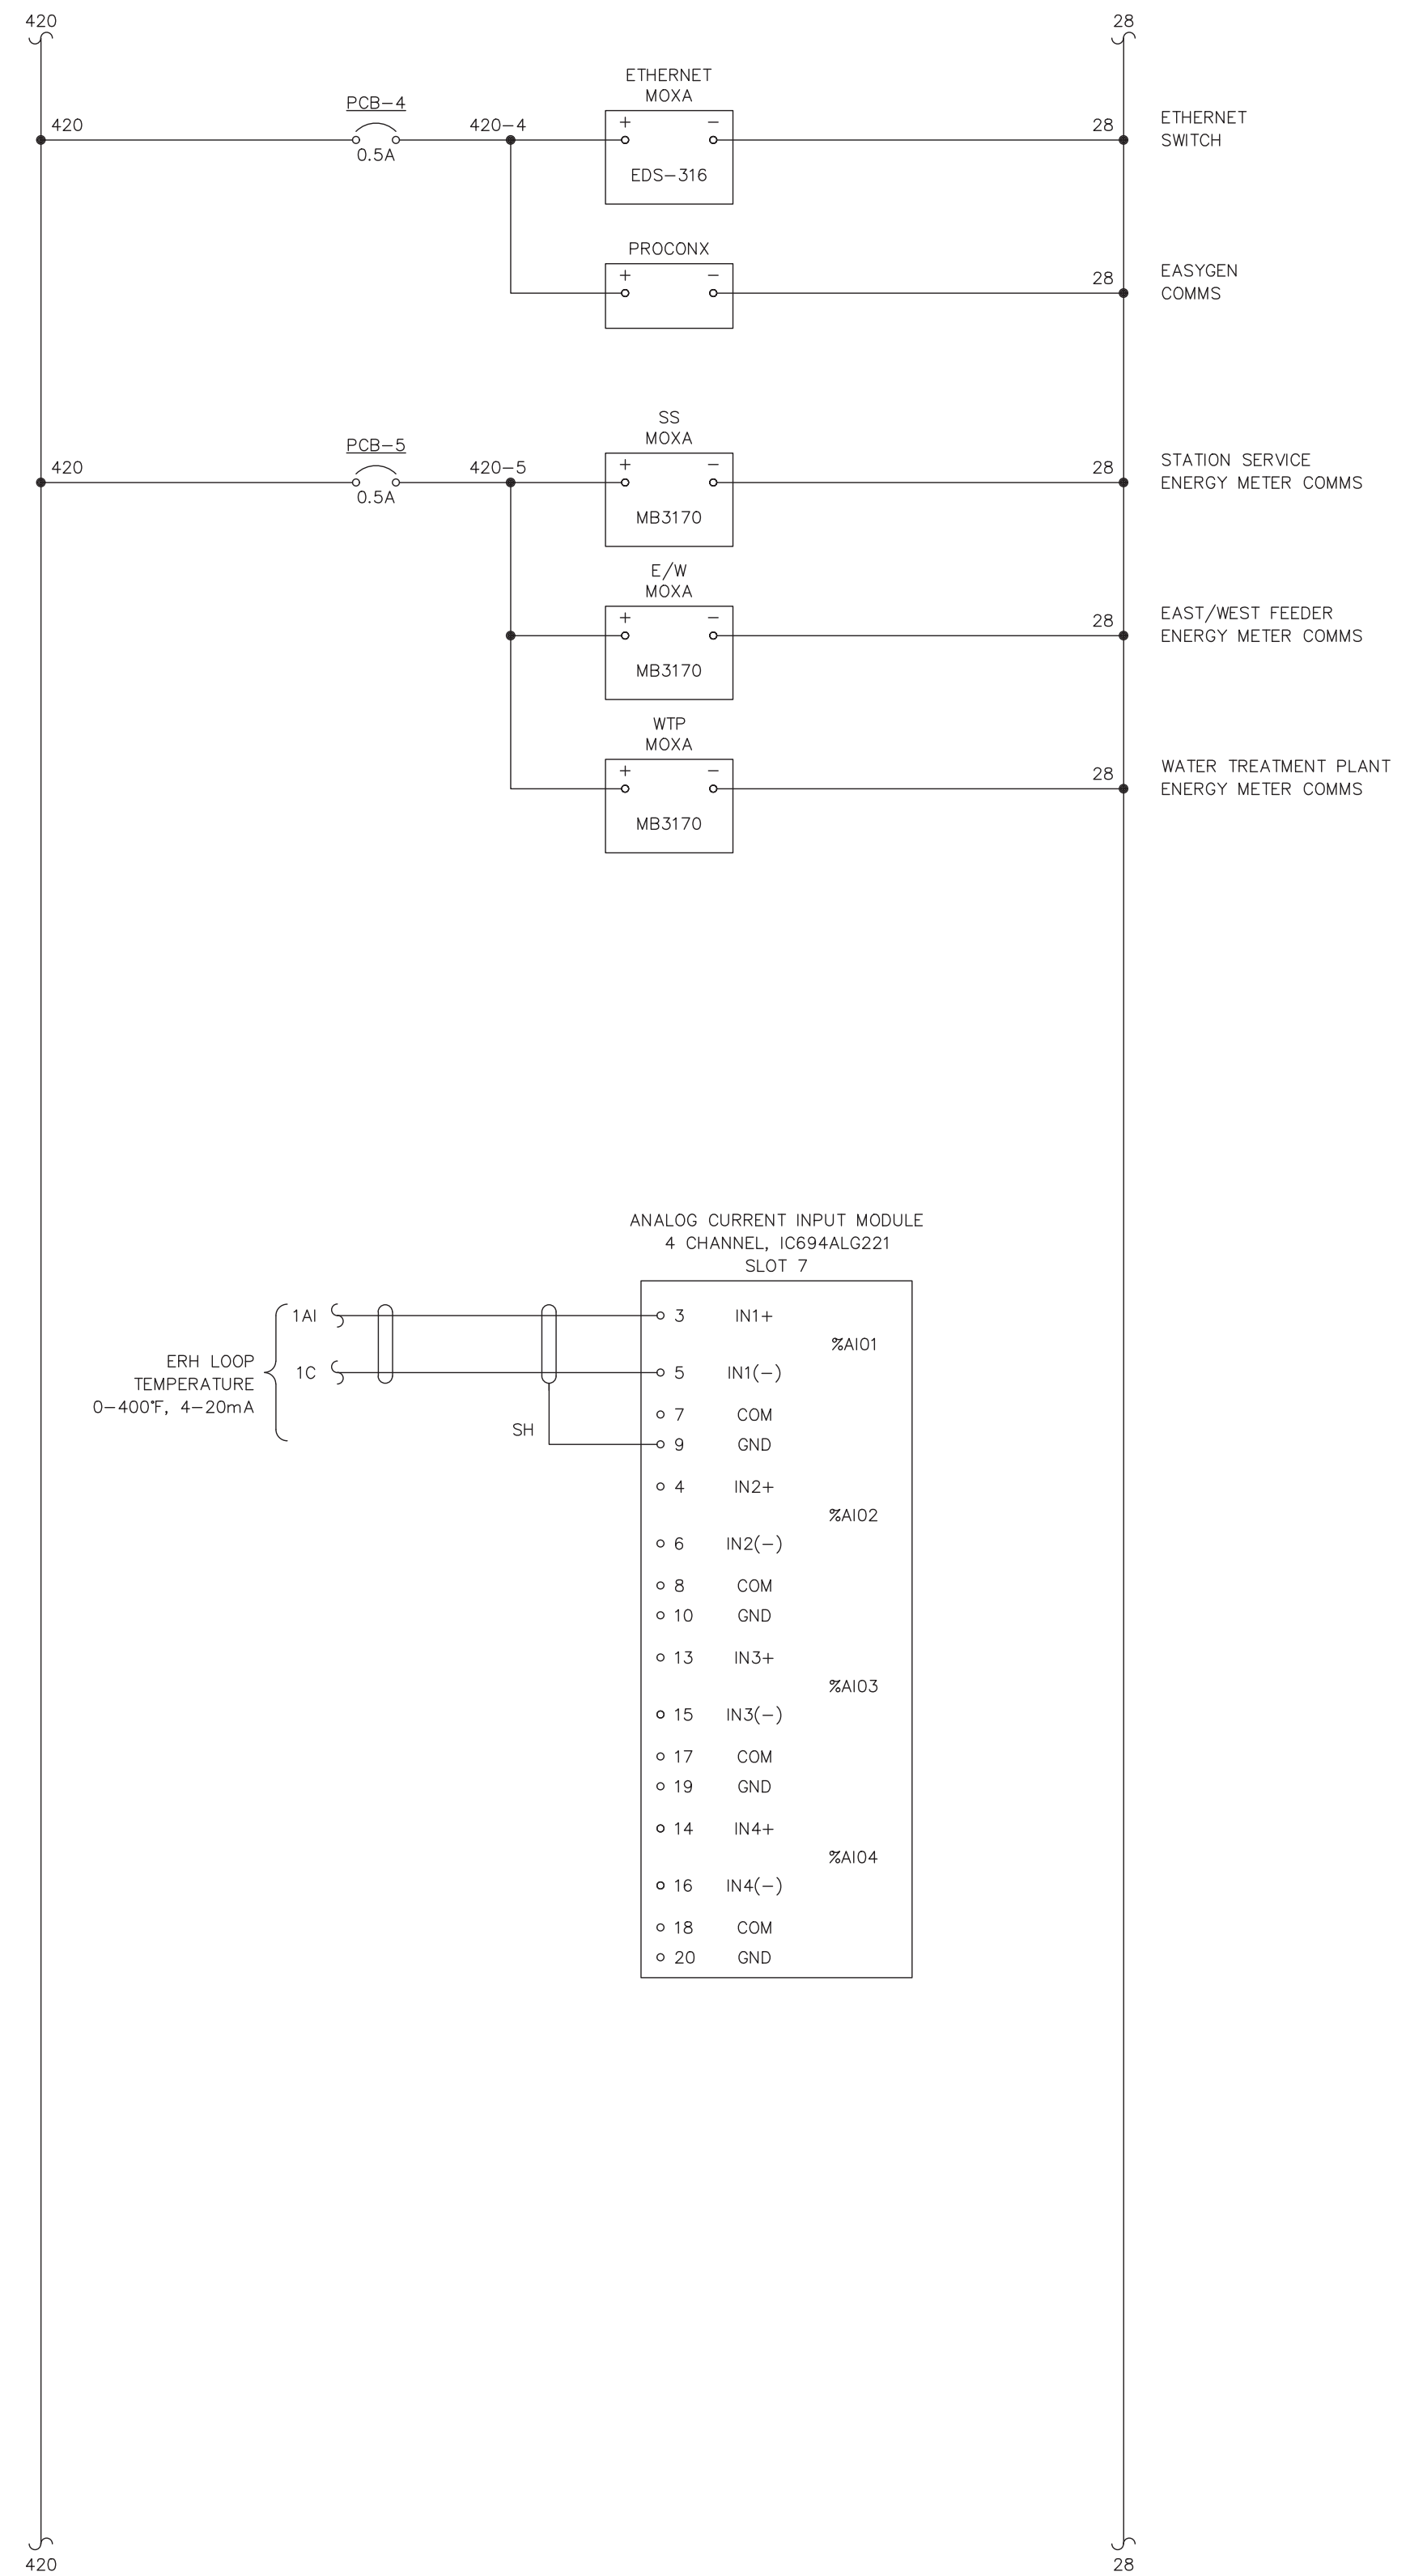 420
28
ETHERNET
MOXA
PCB-4
420
420-4
+ -
28
ETHERNET
SWITCH
0.5A
EDS-316
PROCONX
+ -
28
EASYGEN
COMMS
SS
MOXA
PCB-5
420
420-5
+ -
28
STATION SERVICE
ENERGY METER COMMS
0.5A
MB3170
E/W
MOXA
+ -
28
EAST/WEST FEEDER
ENERGY METER COMMS
MB3170
WTP
MOXA
+ -
28
WATER TREATMENT PLANT
ENERGY METER COMMS
MB3170
ANALOG CURRENT INPUT MODULE
4 CHANNEL, IC694ALG221
SLOT 7
ERH LOOP
TEMPERATURE
0-400°F, 4-20mA
1AI
1C
SH
3 IN1+
%AI01
5 IN1(-)
7 COM
9 GND
4 IN2+
%AI02
6 IN2(-)
8 COM
10 GND
13 IN3+
%AI03
15 IN3(-)
17 COM
19 GND
14 IN4+
%AI04
16 IN4(-)
18 COM
20 GND
420
28